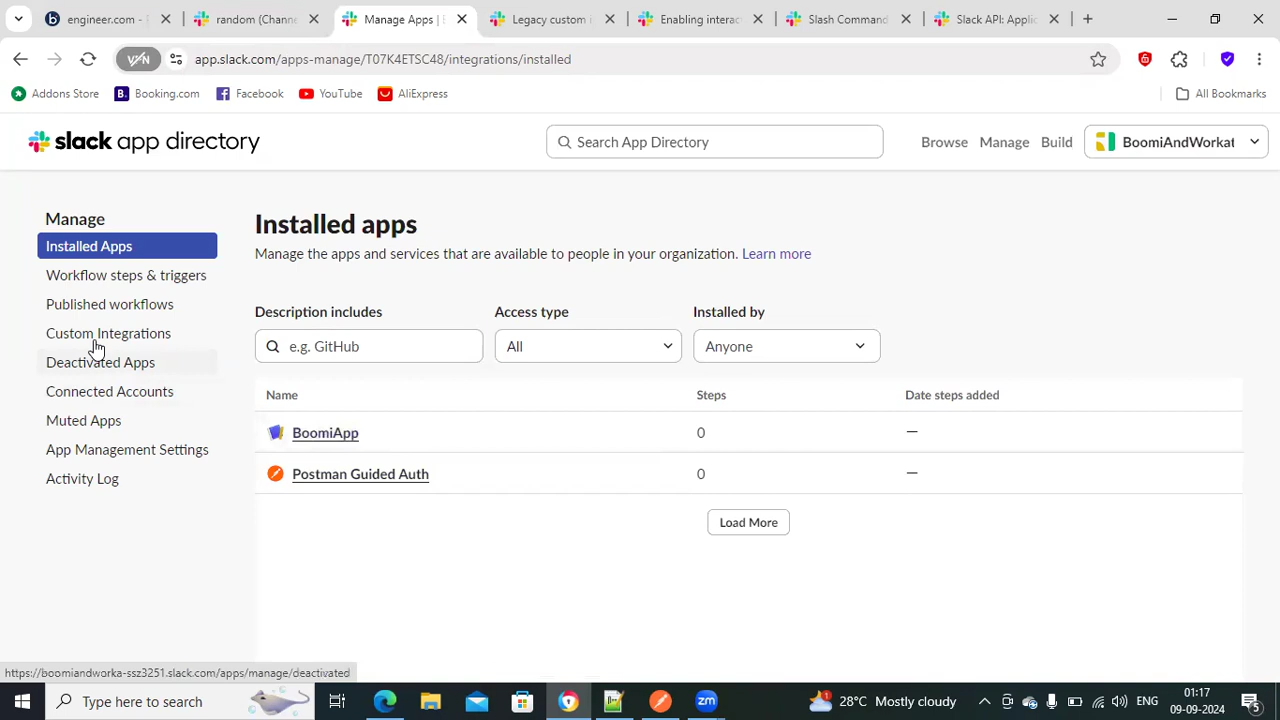 engineer.com -
random (Chann
Manage Apps |
Legacy custom i
Enabling interac
Slash Command
Slack API: Applic
VPN
app.slack.com/apps-manage/T07K4ETSC48/integrations/installed
Addons Store
Booking.com
Facebook
YouTube
AliExpress
All Bookmarks
slack app directory
Search App Directory
Browse
Manage
Build
BoomiAndWorkat
Manage
Installed Apps
Workflow steps & triggers
Published workflows
Custom Integrations
Deactivated Apps
Connected Accounts
Muted Apps
App Management Settings
Activity Log
Installed apps
Manage the apps and services that are available to people in your organization. Learn more
Description includes
Access type
Installed by
e.g. GitHub
All
Anyone
Name
Steps
Date steps added
BoomiApp
0
—
Postman Guided Auth
0
—
Load More
https://boomiandworka-ssz3251.slack.com/apps/manage/deactivated
Type here to search
28°C Mostly cloudy
ENG
01:17
09-09-2024
5